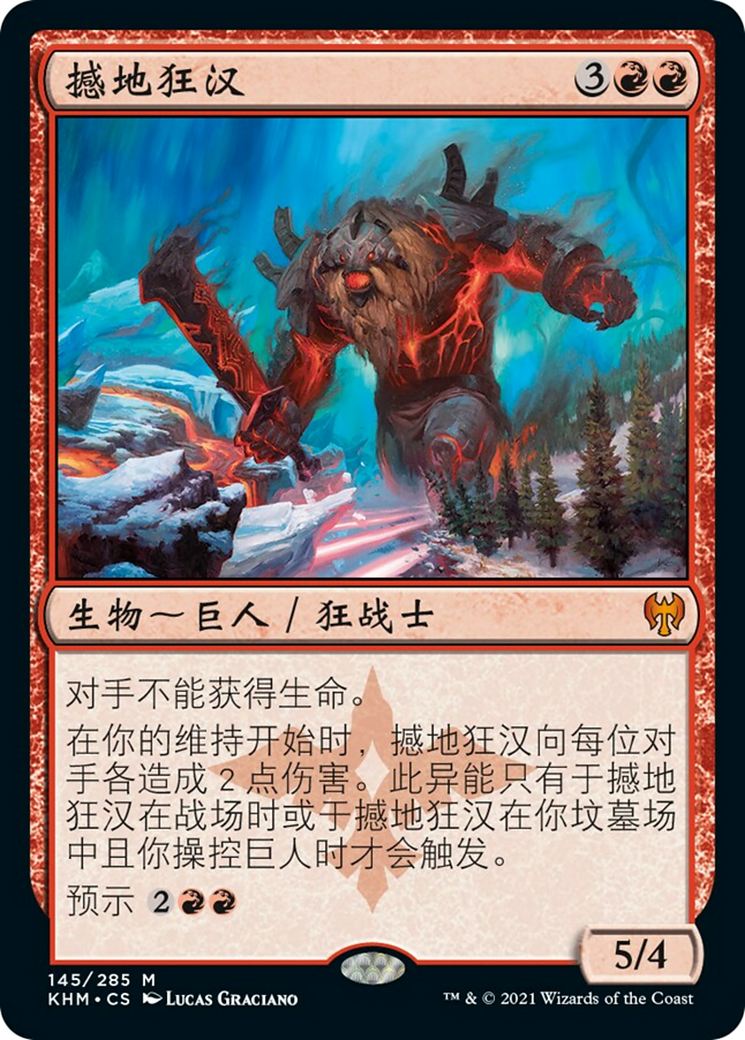 撼地狂汉 3
生物～巨人／狂战士
对手不能获得生命。
在你的维持开始时，撼地狂汉向每位对
手各造成２点伤害。此异能只有于撼地
狂汉在战场时或于撼地狂汉在你坟墓场
中且你操控巨人时才会触发。
预示 2
5/4
145/285 M
KHM • CS LUCAS GRACIANO
™ & © 2021 Wizards of the Coast